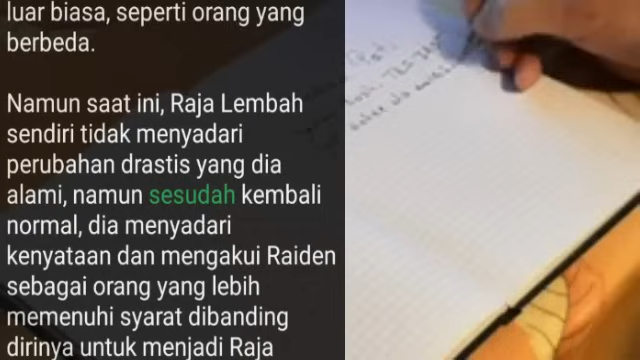 luar biasa, seperti orang yang
berbeda.
Namun saat ini, Raja Lembah
sendiri tidak menyadari
perubahan drastis yang dia
alami, namun sesudah kembali
normal, dia menyadari
kenyataan dan mengakui Raiden
sebagai orang yang lebih
memenuhi syarat dibanding
dirinya untuk menjadi Raja